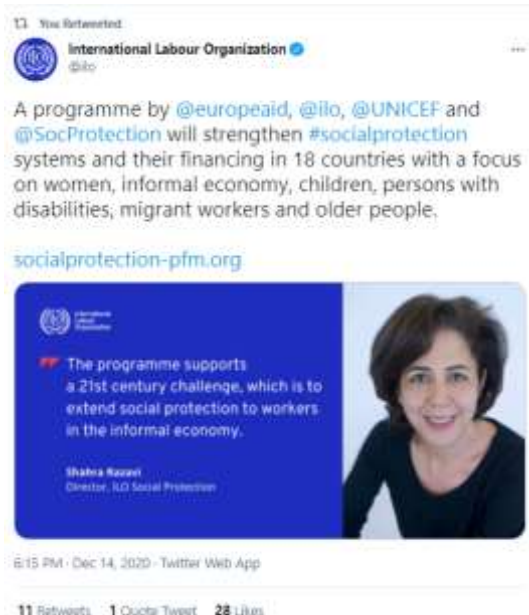 You Retweeted
International Labour Organization
@ilo
A programme by @europeaid, @ilo, @UNICEF and
@SocProtection will strengthen #socialprotection
systems and their financing in 18 countries with a focus
on women, informal economy, children, persons with
disabilities, migrant workers and older people.
socialprotection-pfm.org
International
Labour
Organization
The programme supports
a 21st century challenge, which is to
extend social protection to workers
in the informal economy.
Shahra Razavi
Director, ILO Social Protection
6:15 PM · Dec 14, 2020 · Twitter Web App
11 Retweets 1 Quote Tweet 28 Likes